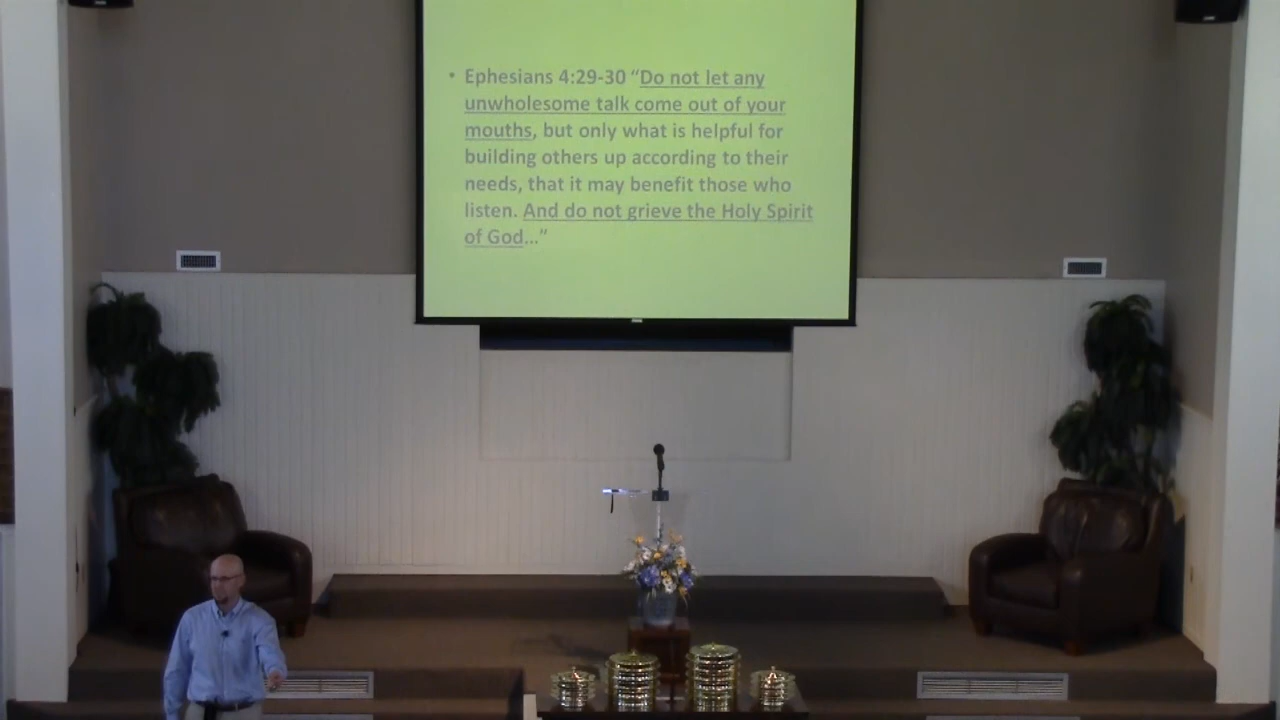 • Ephesians 4:29-30 “Do not let any
unwholesome talk come out of your
mouths, but only what is helpful for
building others up according to their
needs, that it may benefit those who
listen. And do not grieve the Holy Spirit
of God…”